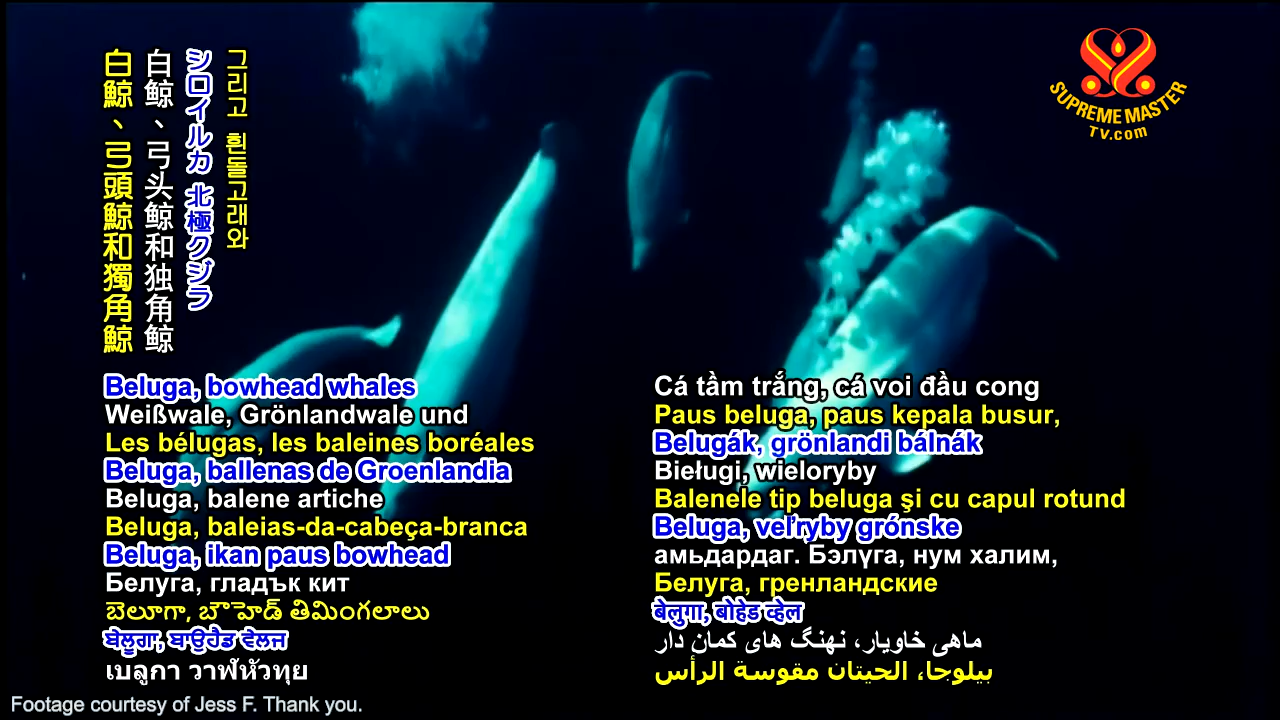 白鯨、弓頭鯨和獨角鯨
白鲸、弓头鲸和独角鲸
シロイルカ 北極クジラ
그리고 흰돌고래와
SUPREME MASTER
TV.com
Beluga, bowhead whales
Weißwale, Grönlandwale und
Les bélugas, les baleines boréales
Beluga, ballenas de Groenlandia
Beluga, balene artiche
Beluga, baleias-da-cabeça-branca
Beluga, ikan paus bowhead
Белуга, гладък кит
బెలూగా, బౌహెడ్ తిమింగలాలు
ਬੇਲੂਗਾ, ਬਾਉਹੈਡ ਵੇਲਜ
เบลูกา วาฬหัวทุย
Cá tầm trắng, cá voi đầu cong
Paus beluga, paus kepala busur,
Belugák, grönlandi bálnák
Bieługi, wieloryby
Balenele tip beluga şi cu capul rotund
Beluga, veľryby grónske
амьдардаг. Бэлүга, нум халим,
Белуга, гренландские
बेलुगा, बोहेड व्हेल
ماهی خاویار، نهنگ های کمان دار
بيلوجا، الحيتان مقوسة الرأس
Footage courtesy of Jess F. Thank you.